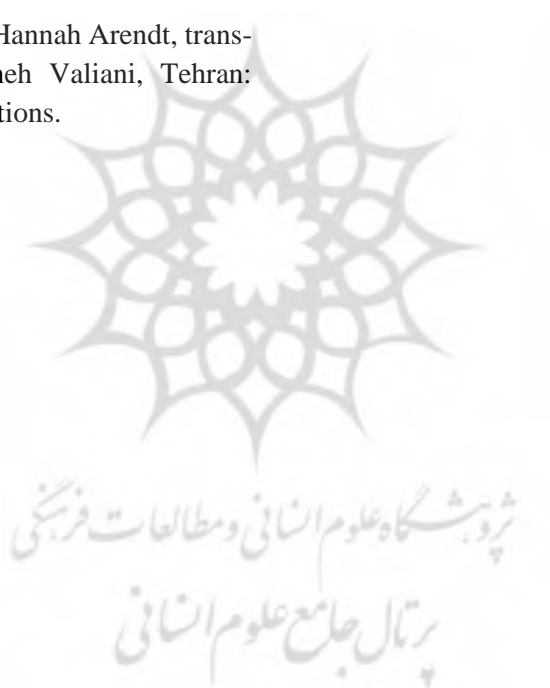 Hannah Arendt, trans-
neh Valiani, Tehran:
tions.
پژوهشگاه علوم انسانی و مطالعات فرهنگی
پرتال جامع علوم انسانی